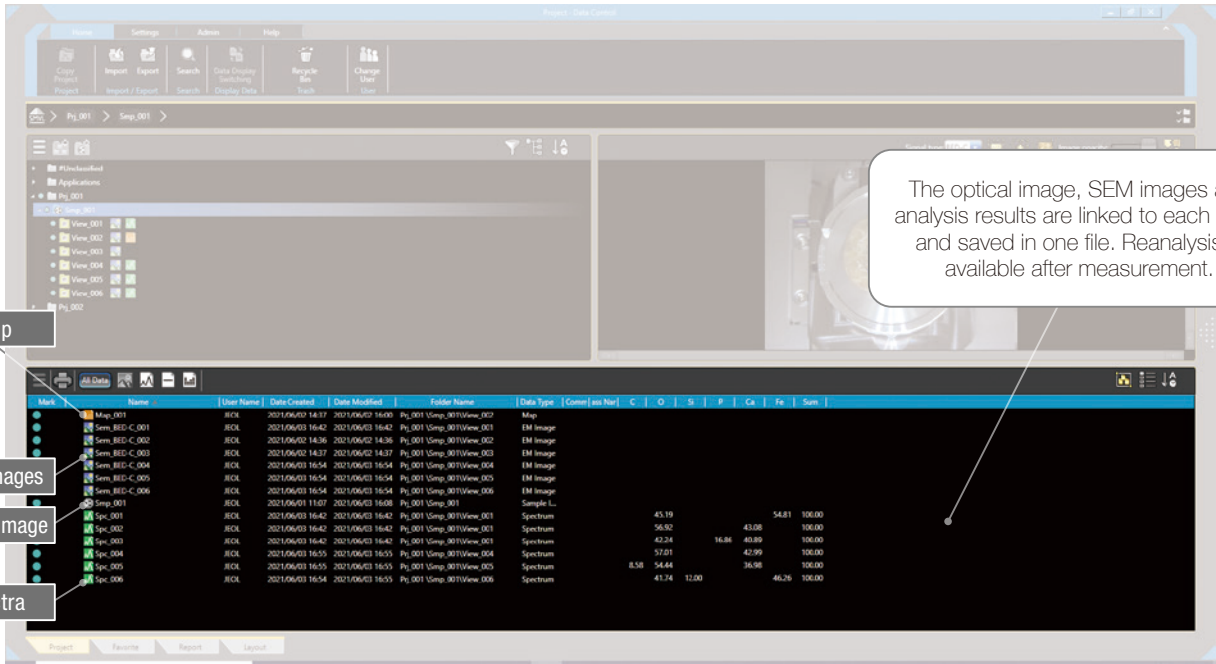 Project - Data Control
Home Settings Admin Help
Copy Project Import Export Search Data Display Switching Recycle Bin Change User
Project Import / Export Search Display Data Trash User
Prj_001 > Smp_001 >
#Unclassified
Applications
Prj_001
Smp_001
View_001
View_002
View_003
View_004
View_005
View_006
Prj_002
The optical image, SEM images a
analysis results are linked to each
and saved in one file. Reanalysis
available after measurement.
p
All Data
Mark Name User Name Date Created Date Modified Folder Name Data Type Comm ass Nar C O Si P Ca Fe Sum
Map_001 JEOL 2021/06/02 14:37 2021/06/02 16:00 Prj_001\Smp_001\View_002 Map
Sem_BED-C_001 JEOL 2021/06/03 16:42 2021/06/03 16:42 Prj_001\Smp_001\View_001 EM Image
Sem_BED-C_002 JEOL 2021/06/02 14:36 2021/06/02 14:36 Prj_001\Smp_001\View_002 EM Image
Sem_BED-C_003 JEOL 2021/06/02 14:37 2021/06/02 14:37 Prj_001\Smp_001\View_003 EM Image
Sem_BED-C_004 JEOL 2021/06/03 16:54 2021/06/03 16:54 Prj_001\Smp_001\View_004 EM Image
Sem_BED-C_005 JEOL 2021/06/03 16:54 2021/06/03 16:54 Prj_001\Smp_001\View_005 EM Image
Sem_BED-C_006 JEOL 2021/06/03 16:54 2021/06/03 16:54 Prj_001\Smp_001\View_006 EM Image
Smp_001 JEOL 2021/06/01 11:07 2021/06/03 16:08 Prj_001\Smp_001 Sample I...
Spc_001 JEOL 2021/06/03 16:42 2021/06/03 16:42 Prj_001\Smp_001\View_001 Spectrum 45.19 54.81 100.00
Spc_002 JEOL 2021/06/03 16:42 2021/06/03 16:42 Prj_001\Smp_001\View_001 Spectrum 56.92 43.08 100.00
Spc_003 JEOL 2021/06/03 16:42 2021/06/03 16:42 Prj_001\Smp_001\View_001 Spectrum 42.24 16.86 40.89 100.00
Spc_004 JEOL 2021/06/03 16:55 2021/06/03 16:55 Prj_001\Smp_001\View_004 Spectrum 57.01 42.99 100.00
Spc_005 JEOL 2021/06/03 16:55 2021/06/03 16:55 Prj_001\Smp_001\View_005 Spectrum 8.58 54.44 36.98 100.00
Spc_006 JEOL 2021/06/03 16:54 2021/06/03 16:55 Prj_001\Smp_001\View_006 Spectrum 41.74 12.00 46.26 100.00
nages
image
tra
Project Favorite Report Layout